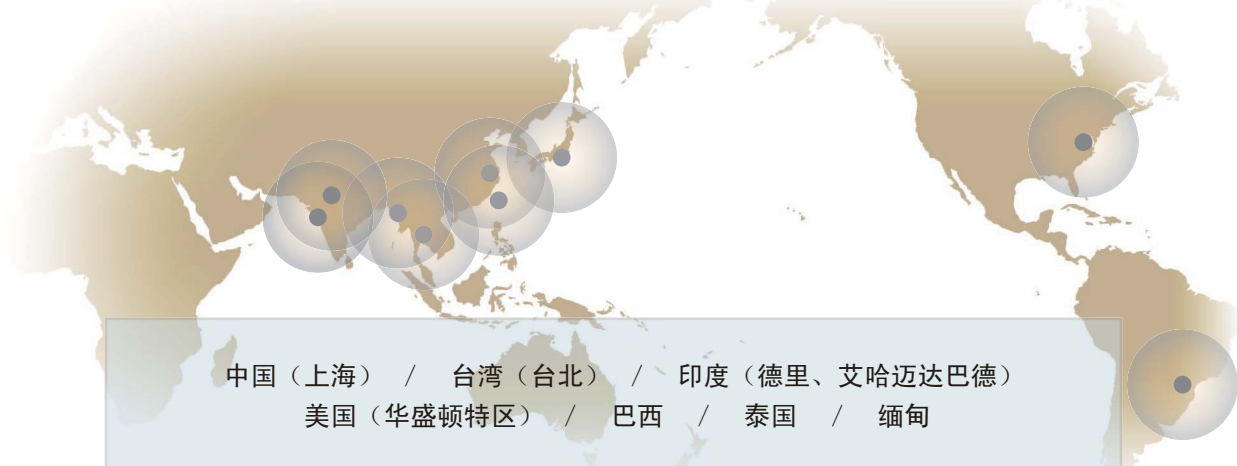 中国（上海） / 台湾（台北） / 印度（德里、艾哈迈达巴德）
美国（华盛顿特区） / 巴西 / 泰国 / 缅甸